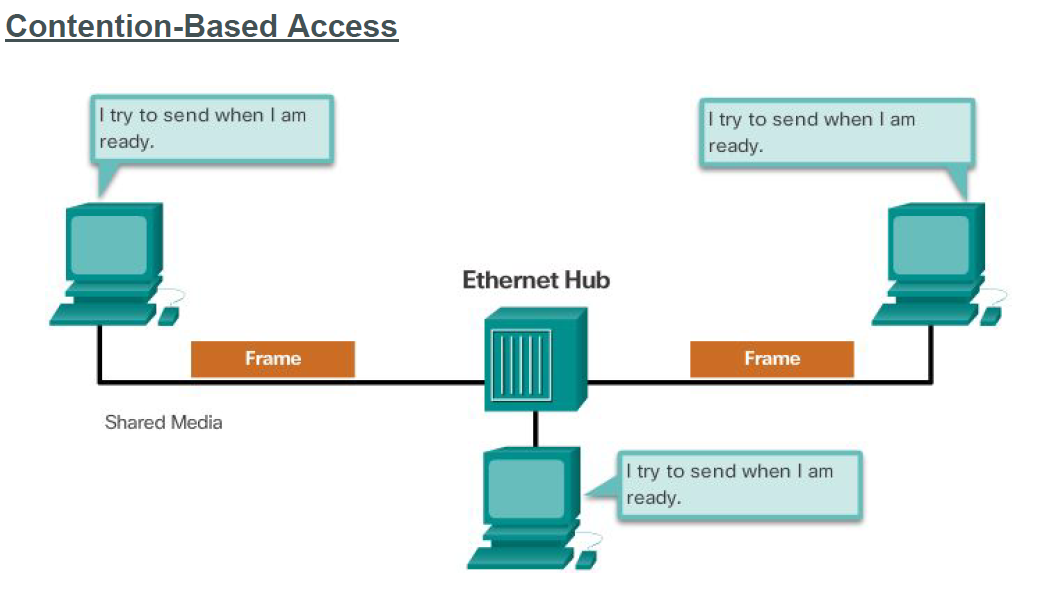 Contention-Based Access
I try to send when I am
ready.
I try to send when I am
ready.
Ethernet Hub
Frame
Frame
Shared Media
I try to send when I am
ready.